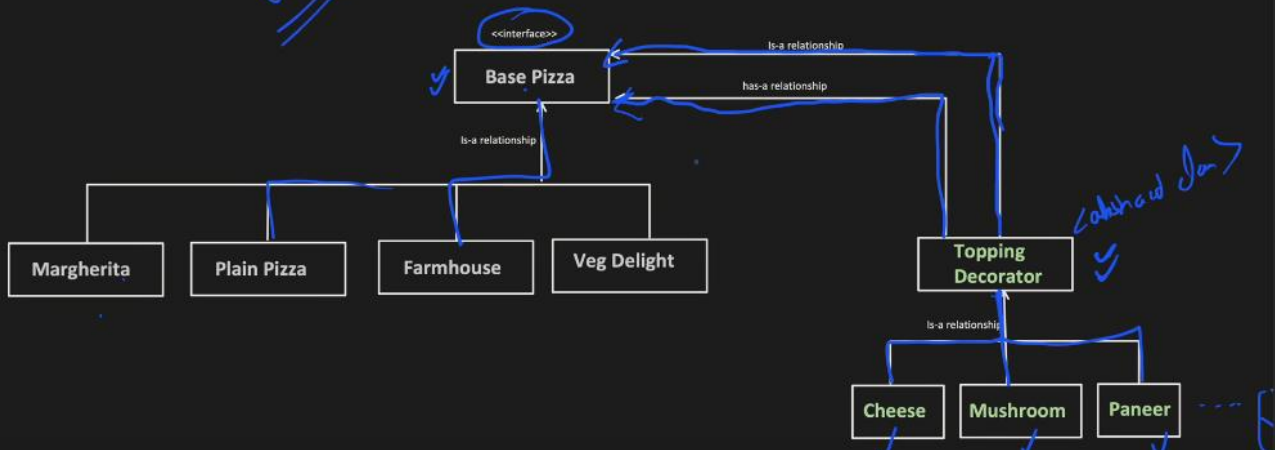 <<interface>>
Base Pizza
Is-a relationship
has-a relationship
Is-a relationship
Margherita
Plain Pizza
Farmhouse
Veg Delight
Topping
Decorator
Is-a relationship
Cheese
Mushroom
Paneer